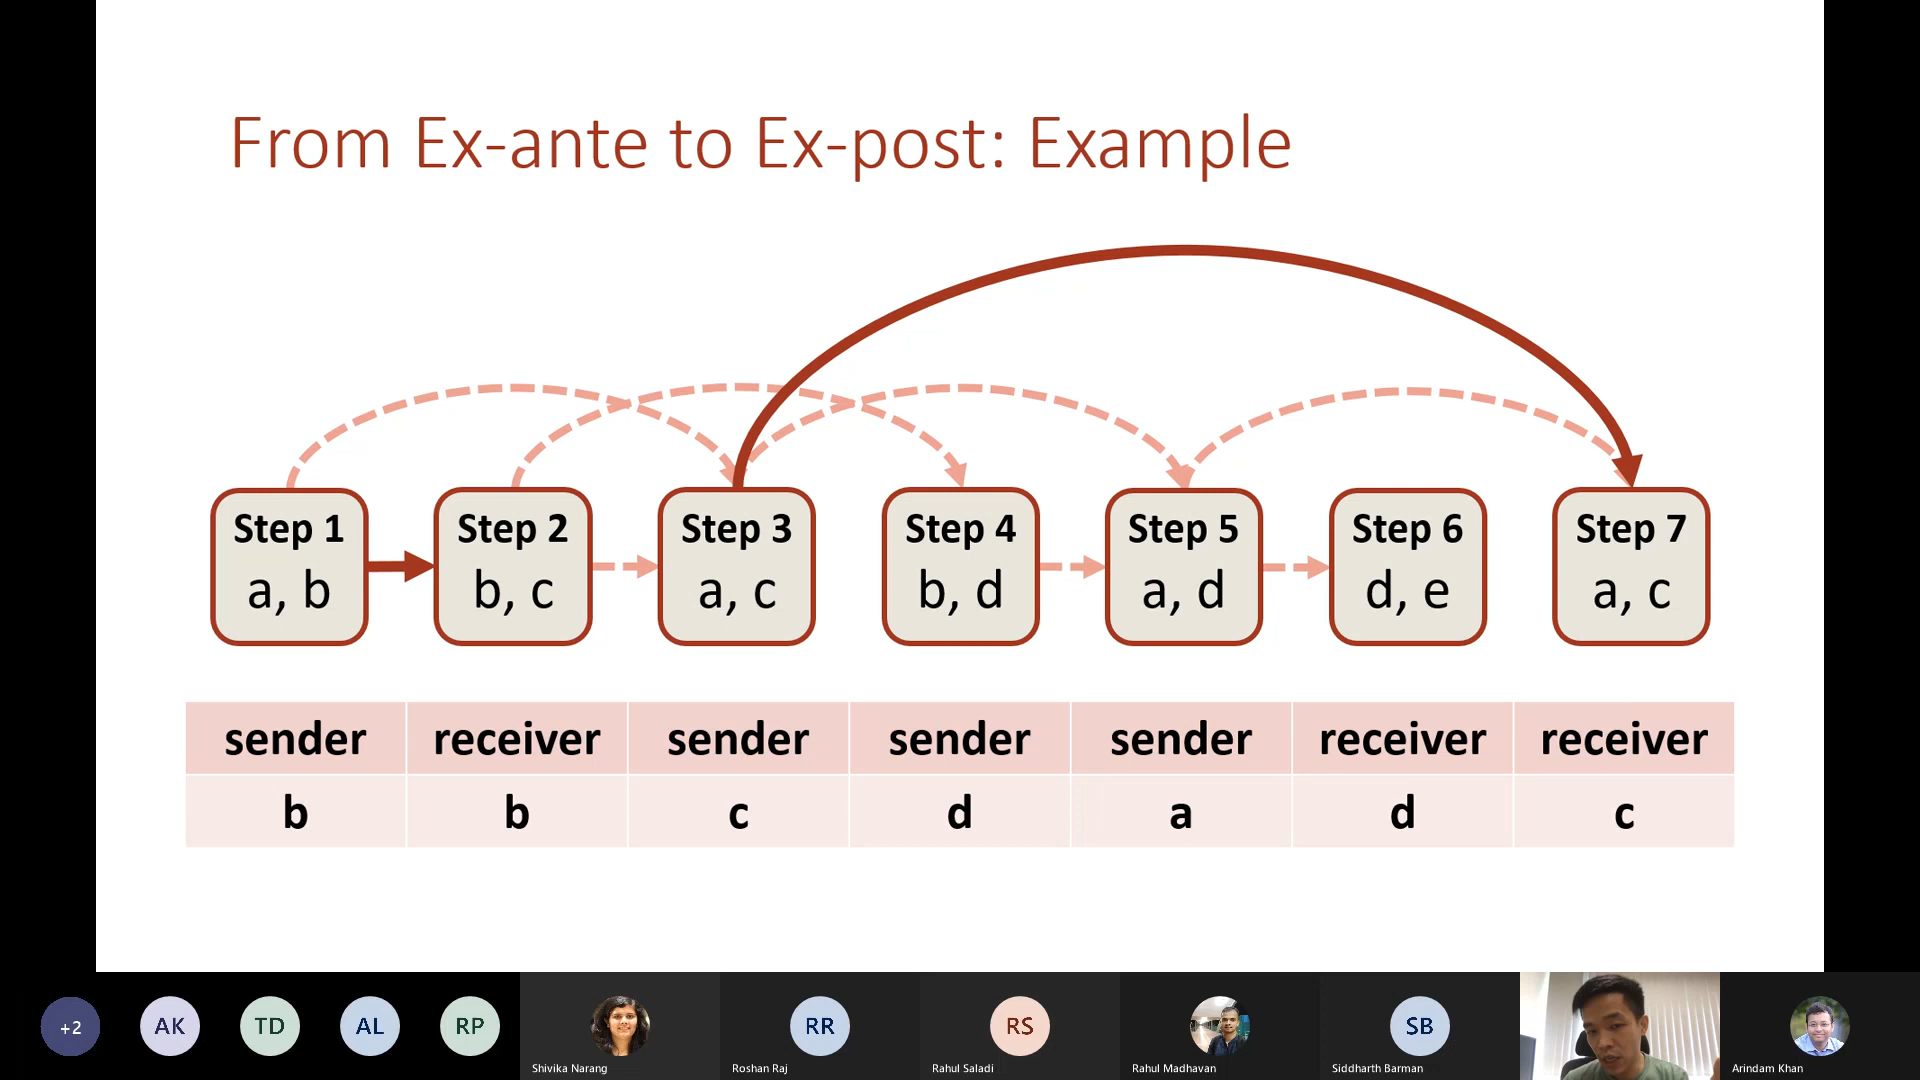 From Ex-ante to Ex-post: Example
Step 1 Step 2 Step 3 Step 4 Step 5 Step 6 Step 7
a, b b, c a, c b, d a, d d, e a, c
sender receiver sender sender sender receiver receiver
b b c d a d c
+2 AK TD AL RP RR RS SB
Shivika Narang Roshan Raj Rahul Saladi Rahul Madhavan Siddharth Barman Arindam Khan